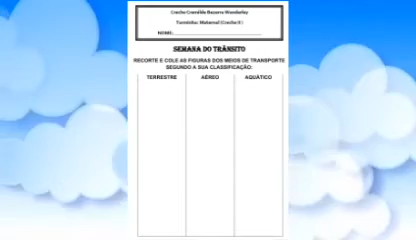 Creche Cremilda Bezerra Wanderley
Turminha: Maternal (Creche II)
NOME:
SEMANA DO TRÂNSITO
RECORTE E COLE AS FIGURAS DOS MEIOS DE TRANSPORTE
SEGUNDO A SUA CLASSIFICAÇÃO:
TERRESTRE AÉREO AQUÁTICO